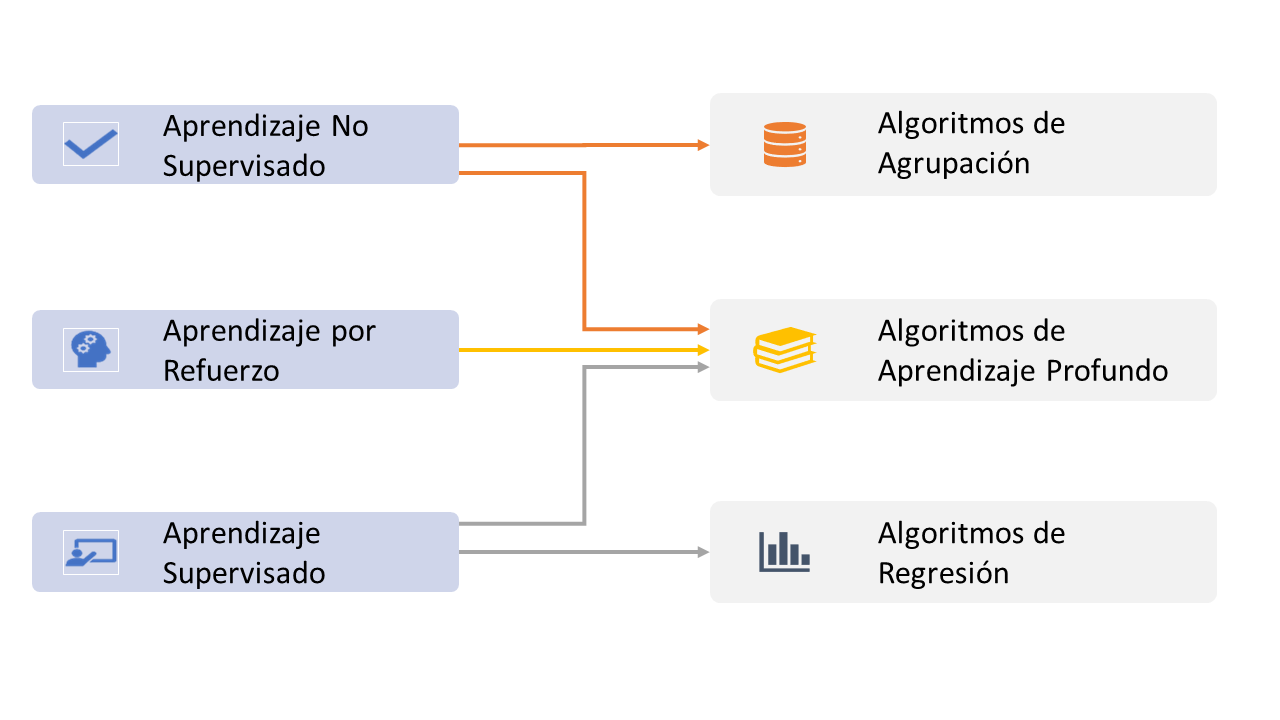 Aprendizaje No
Supervisado
Algoritmos de
Agrupación
Aprendizaje por
Refuerzo
Algoritmos de
Aprendizaje Profundo
Aprendizaje
Supervisado
Algoritmos de
Regresión